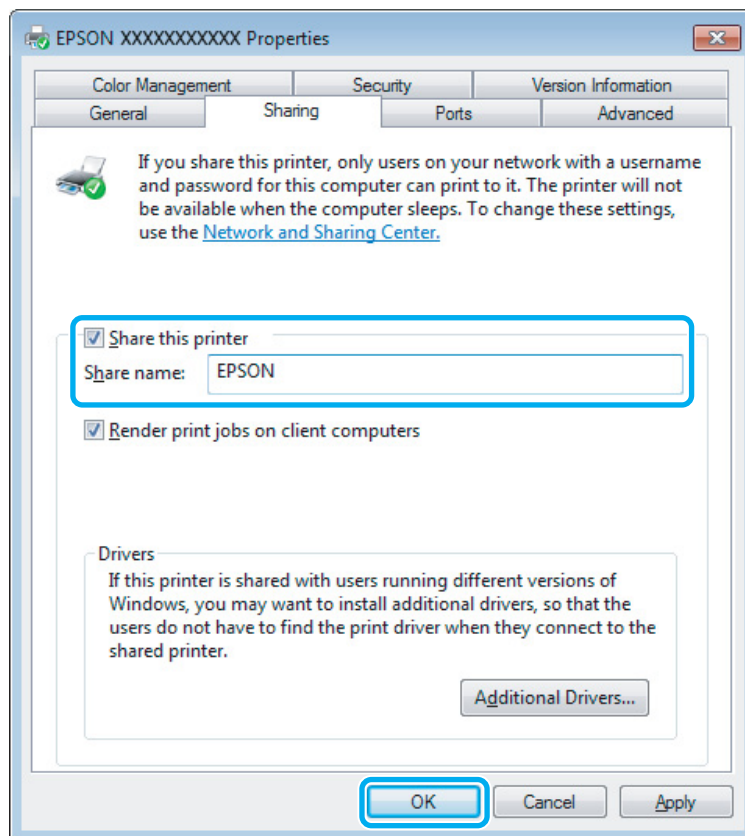 EPSON XXXXXXXXXXX Properties
Color Management Security Version Information
General Sharing Ports Advanced
If you share this printer, only users on your network with a username
and password for this computer can print to it. The printer will not
be available when the computer sleeps. To change these settings,
use the Network and Sharing Center.
Share this printer
Share name: EPSON
Render print jobs on client computers
Drivers
If this printer is shared with users running different versions of
Windows, you may want to install additional drivers, so that the
users do not have to find the print driver when they connect to the
shared printer.
Additional Drivers...
OK Cancel Apply